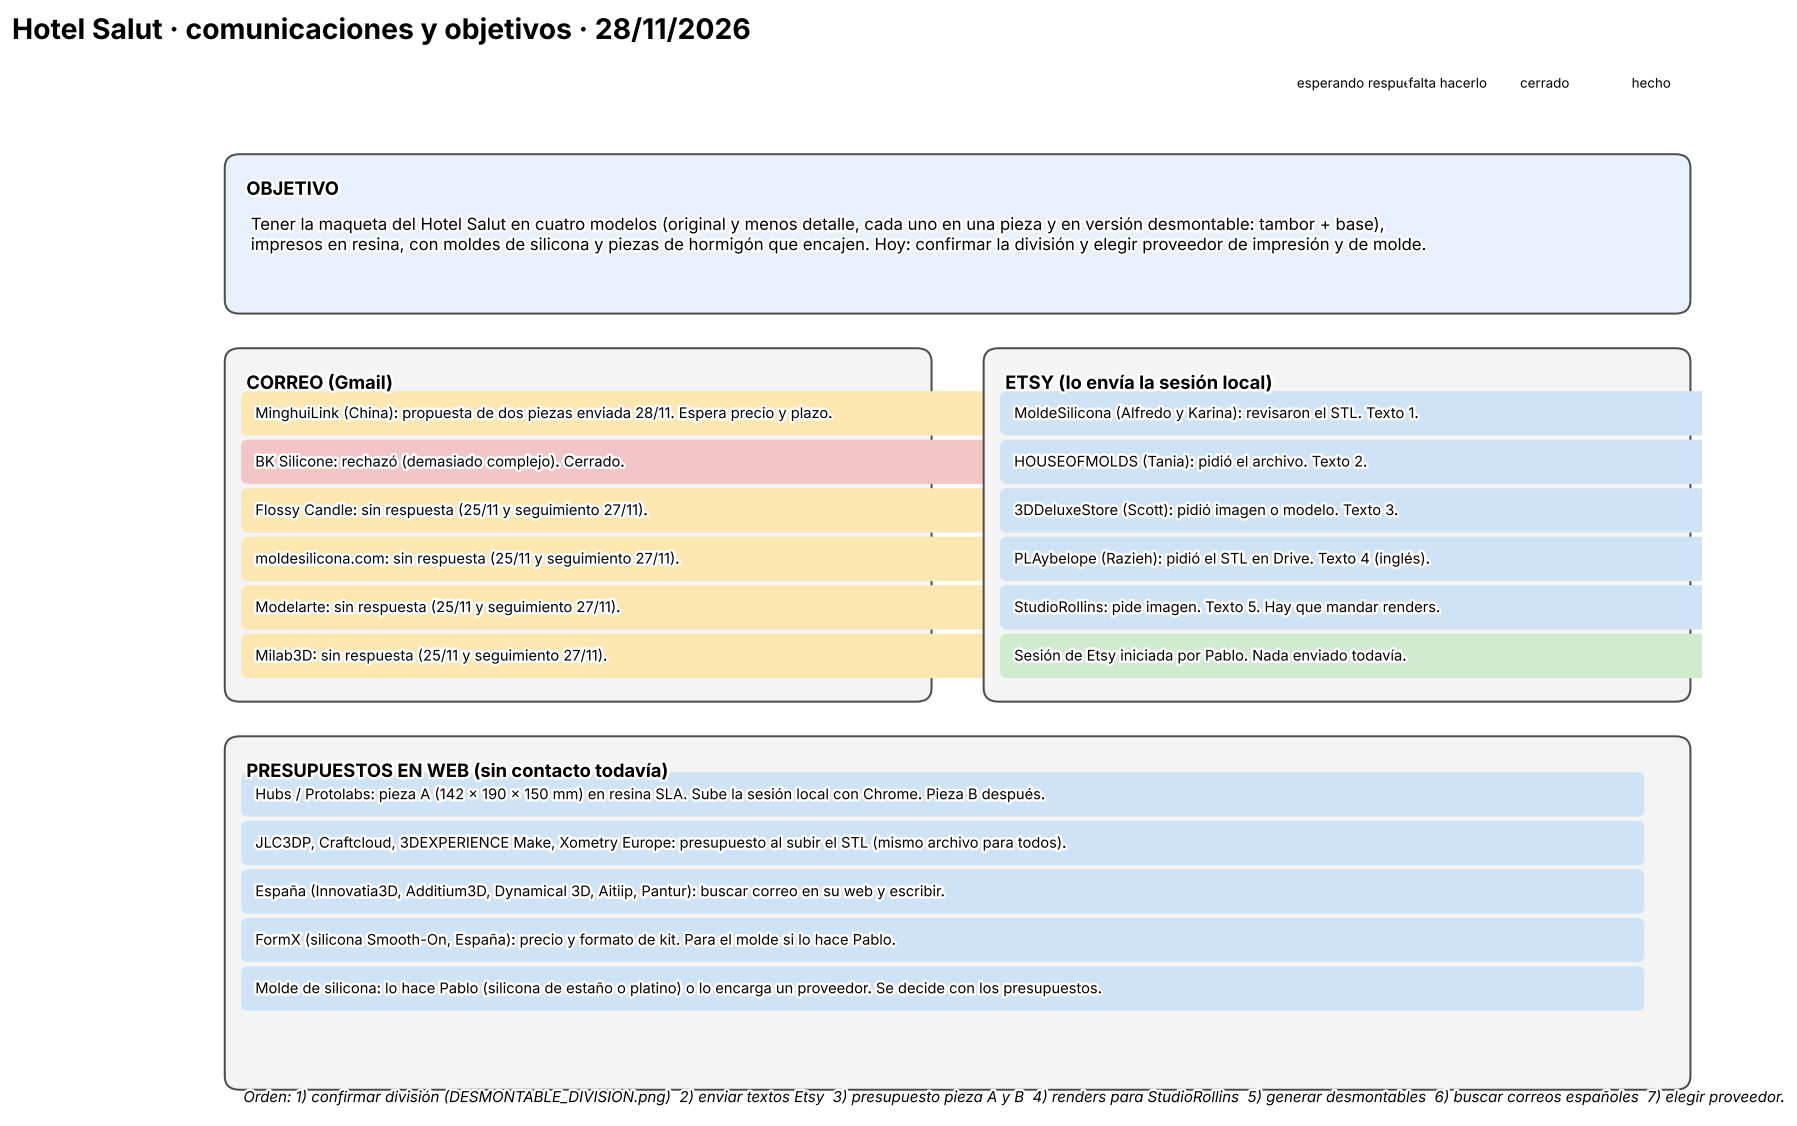 Hotel Salut · comunicaciones y objetivos · 28/11/2026
esperando respue
falta hacerlo
cerrado
hecho
OBJETIVO
Tener la maqueta del Hotel Salut en cuatro modelos (original y menos detalle, cada uno en una pieza y en versión desmontable: tambor + base),
impresos en resina, con moldes de silicona y piezas de hormigón que encajen. Hoy: confirmar la división y elegir proveedor de impresión y de molde.
CORREO (Gmail)
MinghuiLink (China): propuesta de dos piezas enviada 28/11. Espera precio y plazo.
BK Silicone: rechazó (demasiado complejo). Cerrado.
Flossy Candle: sin respuesta (25/11 y seguimiento 27/11).
moldesilicona.com: sin respuesta (25/11 y seguimiento 27/11).
Modelarte: sin respuesta (25/11 y seguimiento 27/11).
Milab3D: sin respuesta (25/11 y seguimiento 27/11).
ETSY (lo envía la sesión local)
MoldeSilicona (Alfredo y Karina): revisaron el STL. Texto 1.
HOUSEOFMOLDS (Tania): pidió el archivo. Texto 2.
3DDeluxeStore (Scott): pidió imagen o modelo. Texto 3.
PLAybelope (Razieh): pidió el STL en Drive. Texto 4 (inglés).
StudioRollins: pide imagen. Texto 5. Hay que mandar renders.
Sesión de Etsy iniciada por Pablo. Nada enviado todavía.
PRESUPUESTOS EN WEB (sin contacto todavía)
Hubs / Protolabs: pieza A (142 × 190 × 150 mm) en resina SLA. Sube la sesión local con Chrome. Pieza B después.
JLC3DP, Craftcloud, 3DEXPERIENCE Make, Xometry Europe: presupuesto al subir el STL (mismo archivo para todos).
España (Innovatia3D, Additium3D, Dynamical 3D, Aitiip, Pantur): buscar correo en su web y escribir.
FormX (silicona Smooth-On, España): precio y formato de kit. Para el molde si lo hace Pablo.
Molde de silicona: lo hace Pablo (silicona de estaño o platino) o lo encarga un proveedor. Se decide con los presupuestos.
Orden: 1) confirmar división (DESMONTABLE_DIVISION.png)  2) enviar textos Etsy  3) presupuesto pieza A y B  4) renders para StudioRollins  5) generar desmontables  6) buscar correos españoles  7) elegir proveedor.